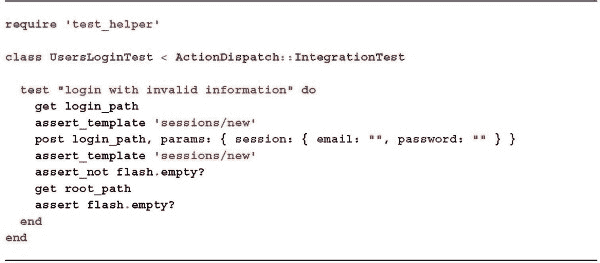 require 'test_helper'
class UsersLoginTest < ActionDispatch::IntegrationTest
test "login with invalid information" do
get login_path
assert_template 'sessions/new'
post login_path, params: { session: { email: "", password: "" } }
assert_template 'sessions/new'
assert_not flash.empty?
get root_path
assert flash.empty?
end
end